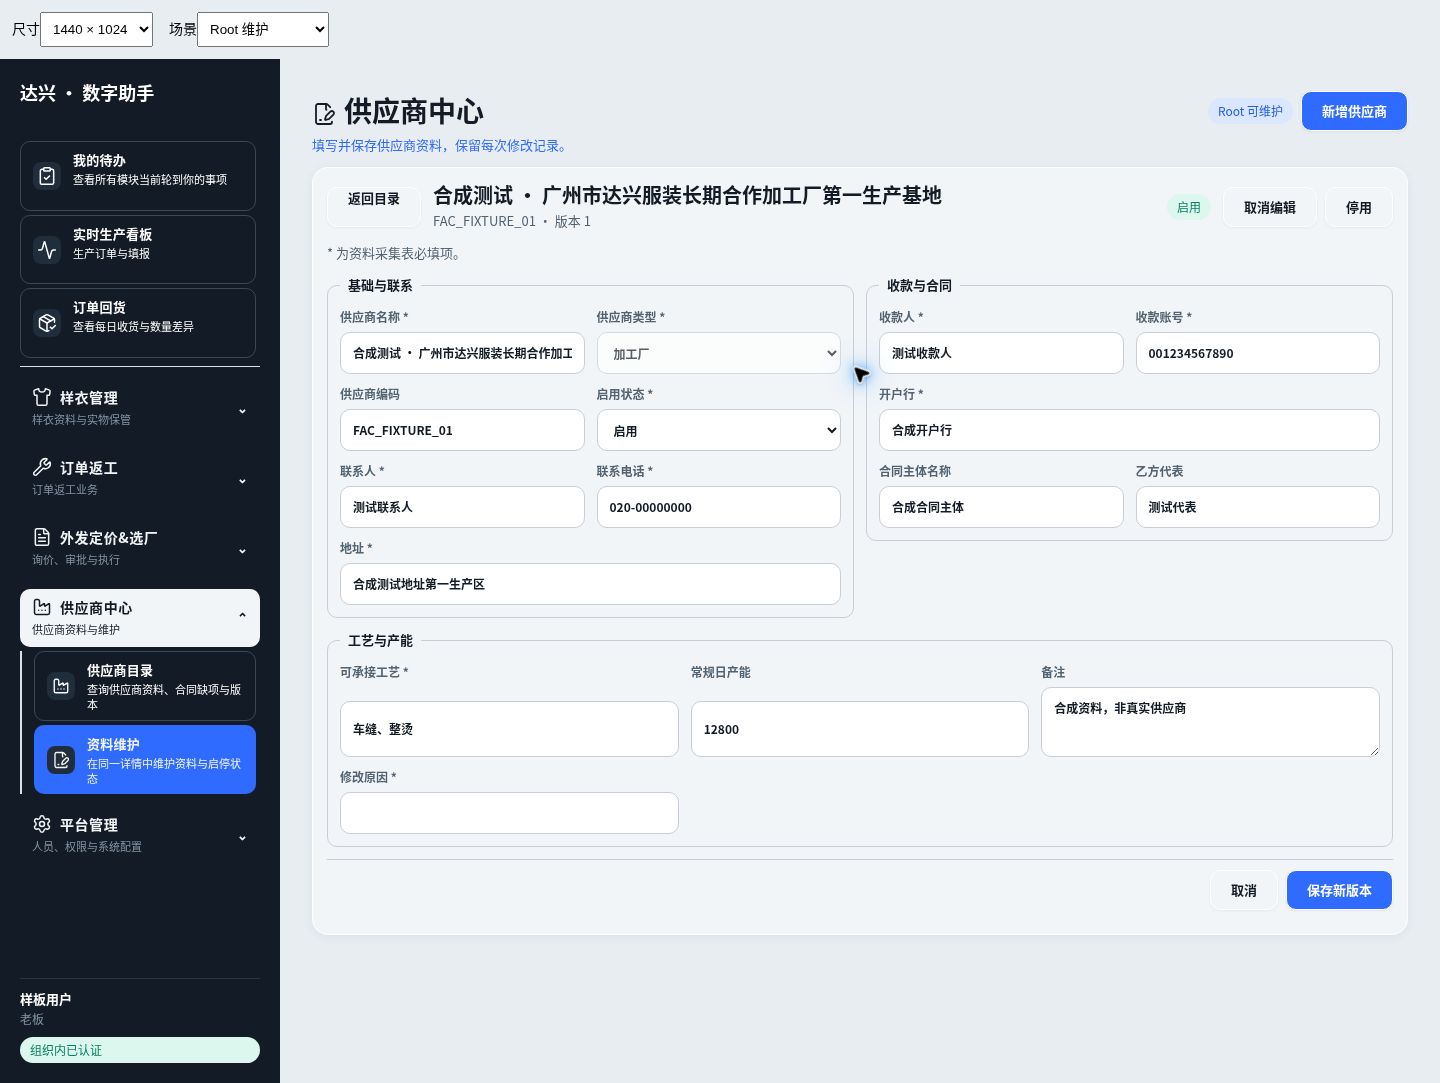 尺寸 1440 × 1024 场景 Root 维护
达兴 · 数字助手
我的待办
查看所有模块当前轮到你的事项
实时生产看板
生产订单与填报
订单回货
查看每日收货与数量差异
样衣管理
样衣资料与实物保管
订单返工
订单返工业务
外发定价&选厂
询价、审批与执行
供应商中心
供应商资料与维护
供应商目录
查询供应商资料、合同缺项与版
本
资料维护
在同一详情中维护资料与启停状
态
平台管理
人员、权限与系统配置
样板用户
老板
组织内已认证
供应商中心
Root 可维护 新增供应商
填写并保存供应商资料，保留每次修改记录。
返回目录
合成测试 · 广州市达兴服装长期合作加工厂第一生产基地
FAC_FIXTURE_01 · 版本 1
启用 取消编辑 停用
* 为资料采集表必填项。
基础与联系
供应商名称 * 供应商类型 *
合成测试 · 广州市达兴服装长期合作加工 加工厂
供应商编码 启用状态 *
FAC_FIXTURE_01 启用
联系人 * 联系电话 *
测试联系人 020-00000000
地址 *
合成测试地址第一生产区
收款与合同
收款人 * 收款账号 *
测试收款人 001234567890
开户行 *
合成开户行
合同主体名称 乙方代表
合成合同主体 测试代表
工艺与产能
可承接工艺 * 常规日产能 备注
车缝、整烫 12800 合成资料，非真实供应商
修改原因 *
取消 保存新版本